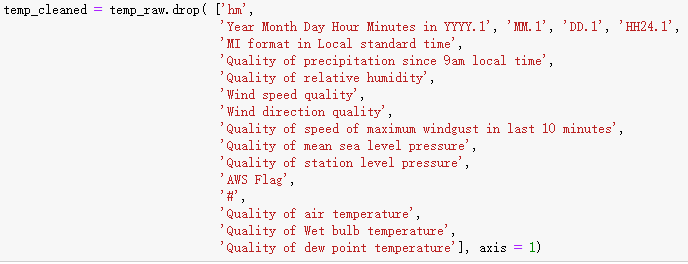 temp_cleaned = temp_raw.drop( ['hm',
'Year Month Day Hour Minutes in YYYY.1', 'MM.1', 'DD.1', 'HH24.1',
'MI format in Local standard time',
'Quality of precipitation since 9am local time',
'Quality of relative humidity',
'Wind speed quality',
'Wind direction quality',
'Quality of speed of maximum windgust in last 10 minutes',
'Quality of mean sea level pressure',
'Quality of station level pressure',
'AWS Flag',
'#',
'Quality of air temperature',
'Quality of Wet bulb temperature',
'Quality of dew point temperature'], axis = 1)